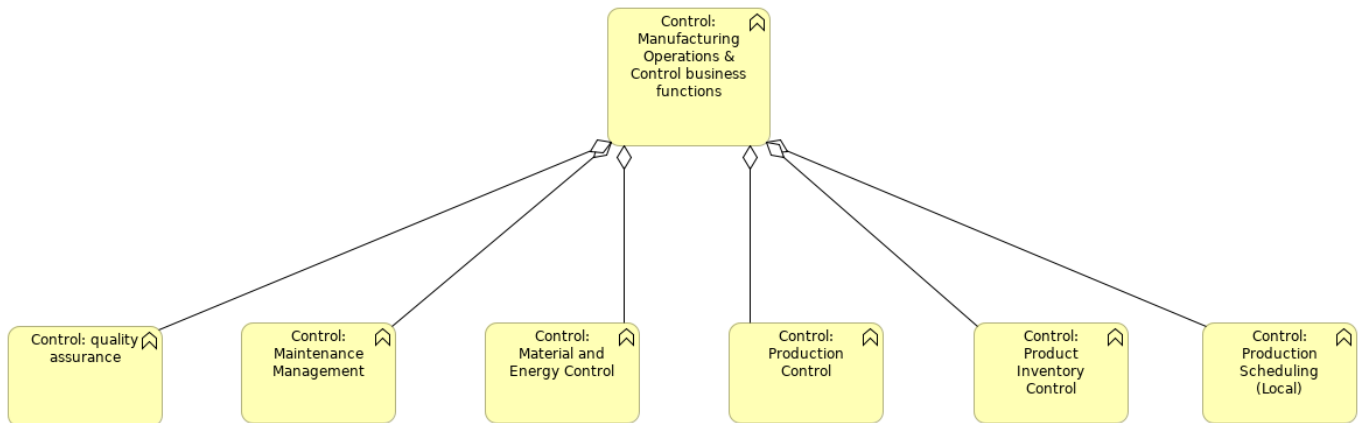 Control:
Manufacturing
Operations &
Control business
functions
Control: quality
assurance
Control:
Maintenance
Management
Control:
Material and
Energy Control
Control:
Production
Control
Control:
Product
Inventory
Control
Control:
Production
Scheduling
(Local)